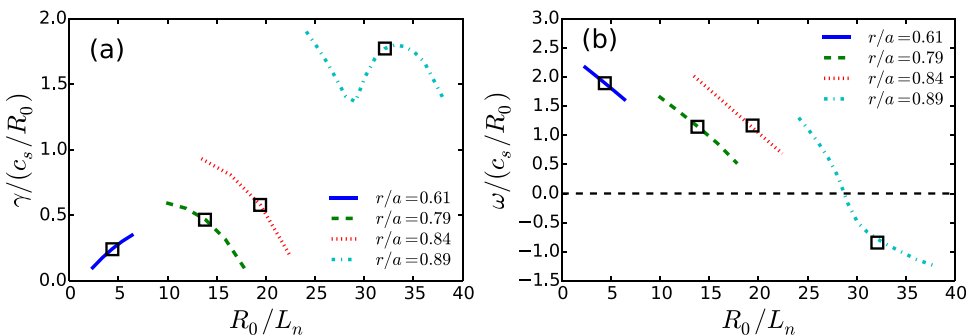 2.0
1.5
1.0
0.5
0.0
γ/(c_s/R_0)
(a)
r/a=0.61
r/a=0.79
r/a=0.84
r/a=0.89
0 5 10 15 20 25 30 35 40
R_0/L_n
3.0
2.5
2.0
1.5
1.0
0.5
0.0
−0.5
−1.0
−1.5
ω/(c_s/R_0)
(b)
r/a=0.61
r/a=0.79
r/a=0.84
r/a=0.89
0 5 10 15 20 25 30 35 40
R_0/L_n